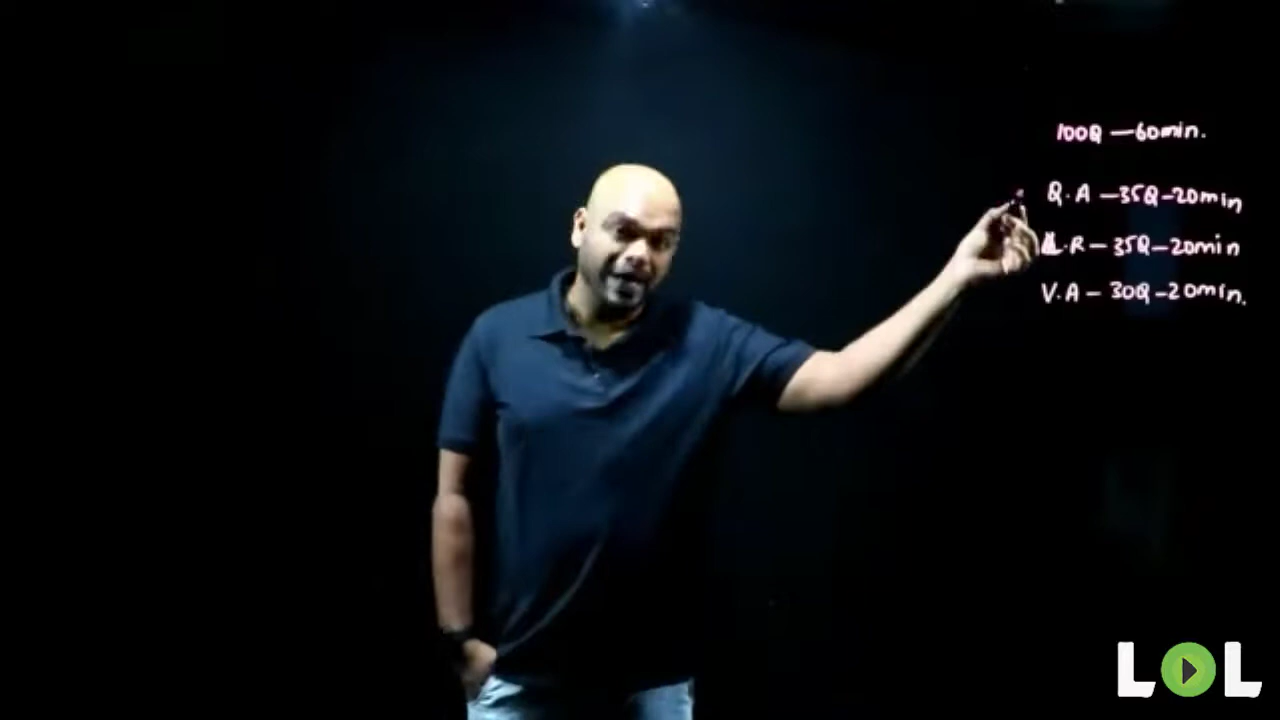 100Q — 60min.
Q.A — 35Q - 20min
L.R — 35Q — 20min
V.A — 30Q - 20min.
LOL